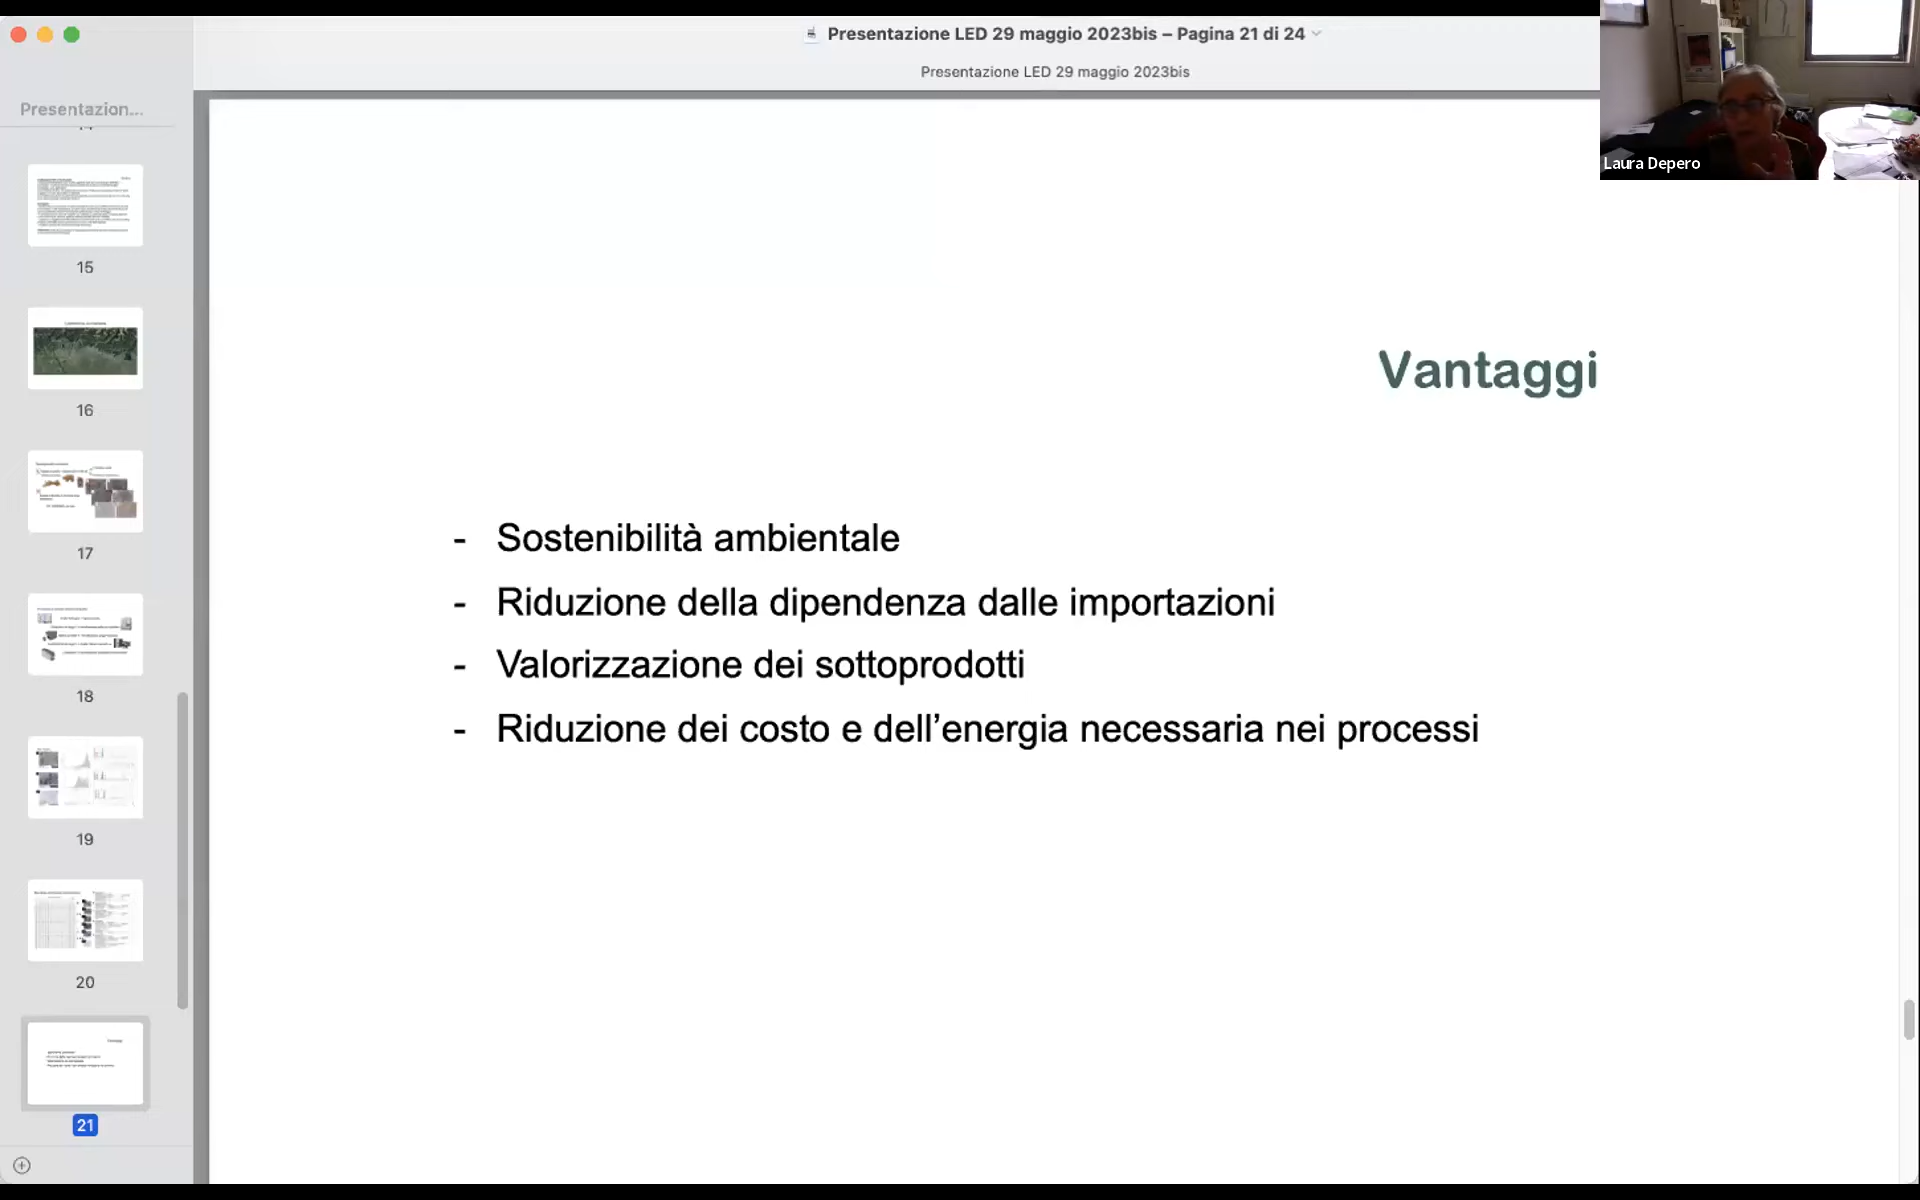 Presentazione LED 29 maggio 2023bis – Pagina 21 di 24
Presentazione LED 29 maggio 2023bis
Presentazion...
Laura Depero
15
16
17
18
19
20
21
Vantaggi
- Sostenibilità ambientale
- Riduzione della dipendenza dalle importazioni
- Valorizzazione dei sottoprodotti
- Riduzione dei costo e dell’energia necessaria nei processi